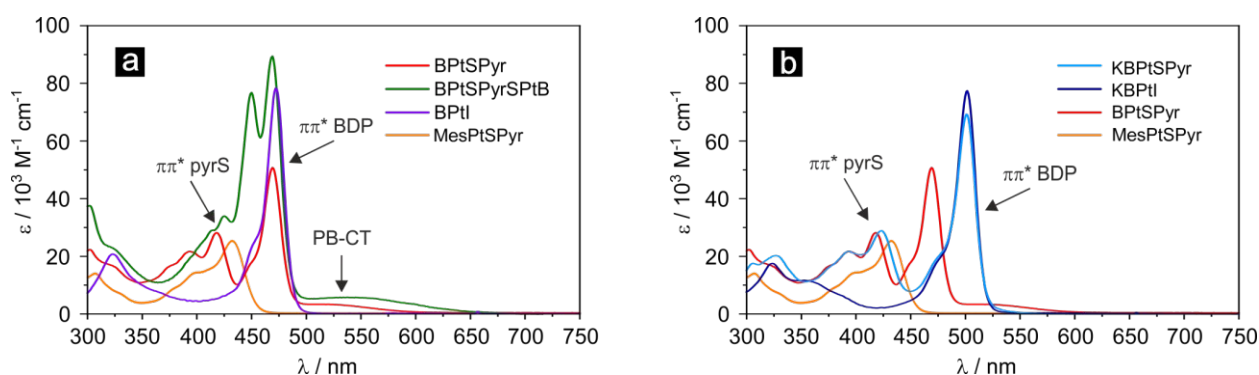 a
ε / 10³ M⁻¹ cm⁻¹
100
80
60
40
20
0
300 350 400 450 500 550 600 650 700 750
λ / nm
BPtSPyr
BPtSPyrSPtB
BPtI
MesPtSPyr
ππ* BDP
ππ* pyrS
PB-CT
b
ε / 10³ M⁻¹ cm⁻¹
100
80
60
40
20
0
300 350 400 450 500 550 600 650 700 750
λ / nm
KBPtSPyr
KBPtI
BPtSPyr
MesPtSPyr
ππ* pyrS
ππ* BDP